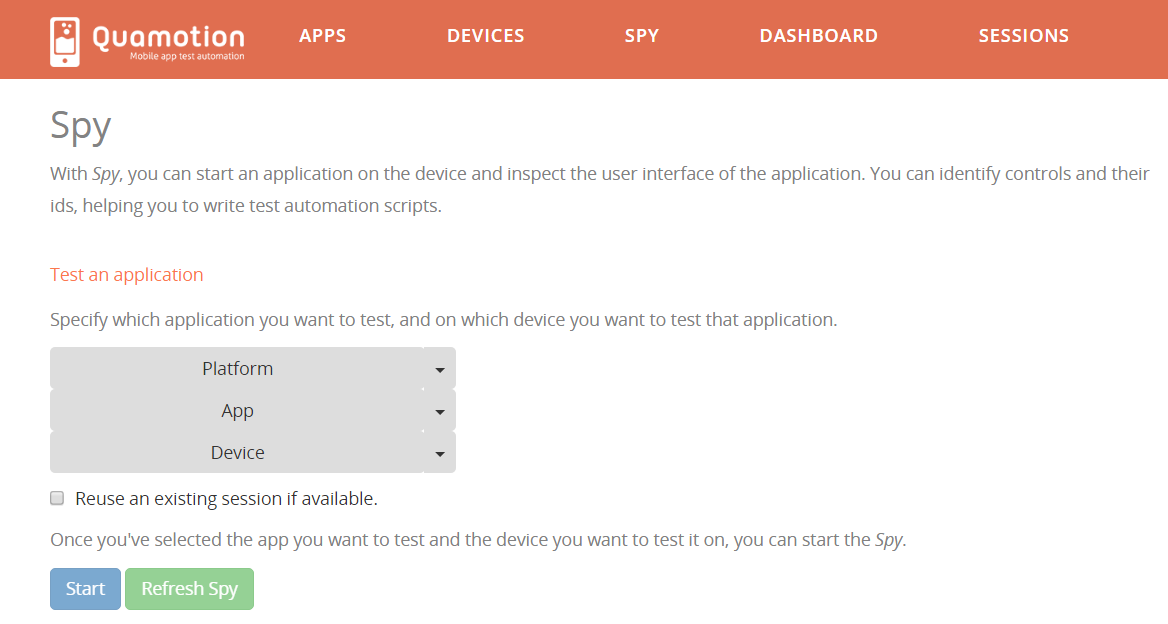 Quamotion
Mobile app test automation
APPS
DEVICES
SPY
DASHBOARD
SESSIONS
Spy
With Spy, you can start an application on the device and inspect the user interface of the application. You can identify controls and their
ids, helping you to write test automation scripts.
Test an application
Specify which application you want to test, and on which device you want to test that application.
Platform
App
Device
Reuse an existing session if available.
Once you've selected the app you want to test and the device you want to test it on, you can start the Spy.
Start
Refresh Spy